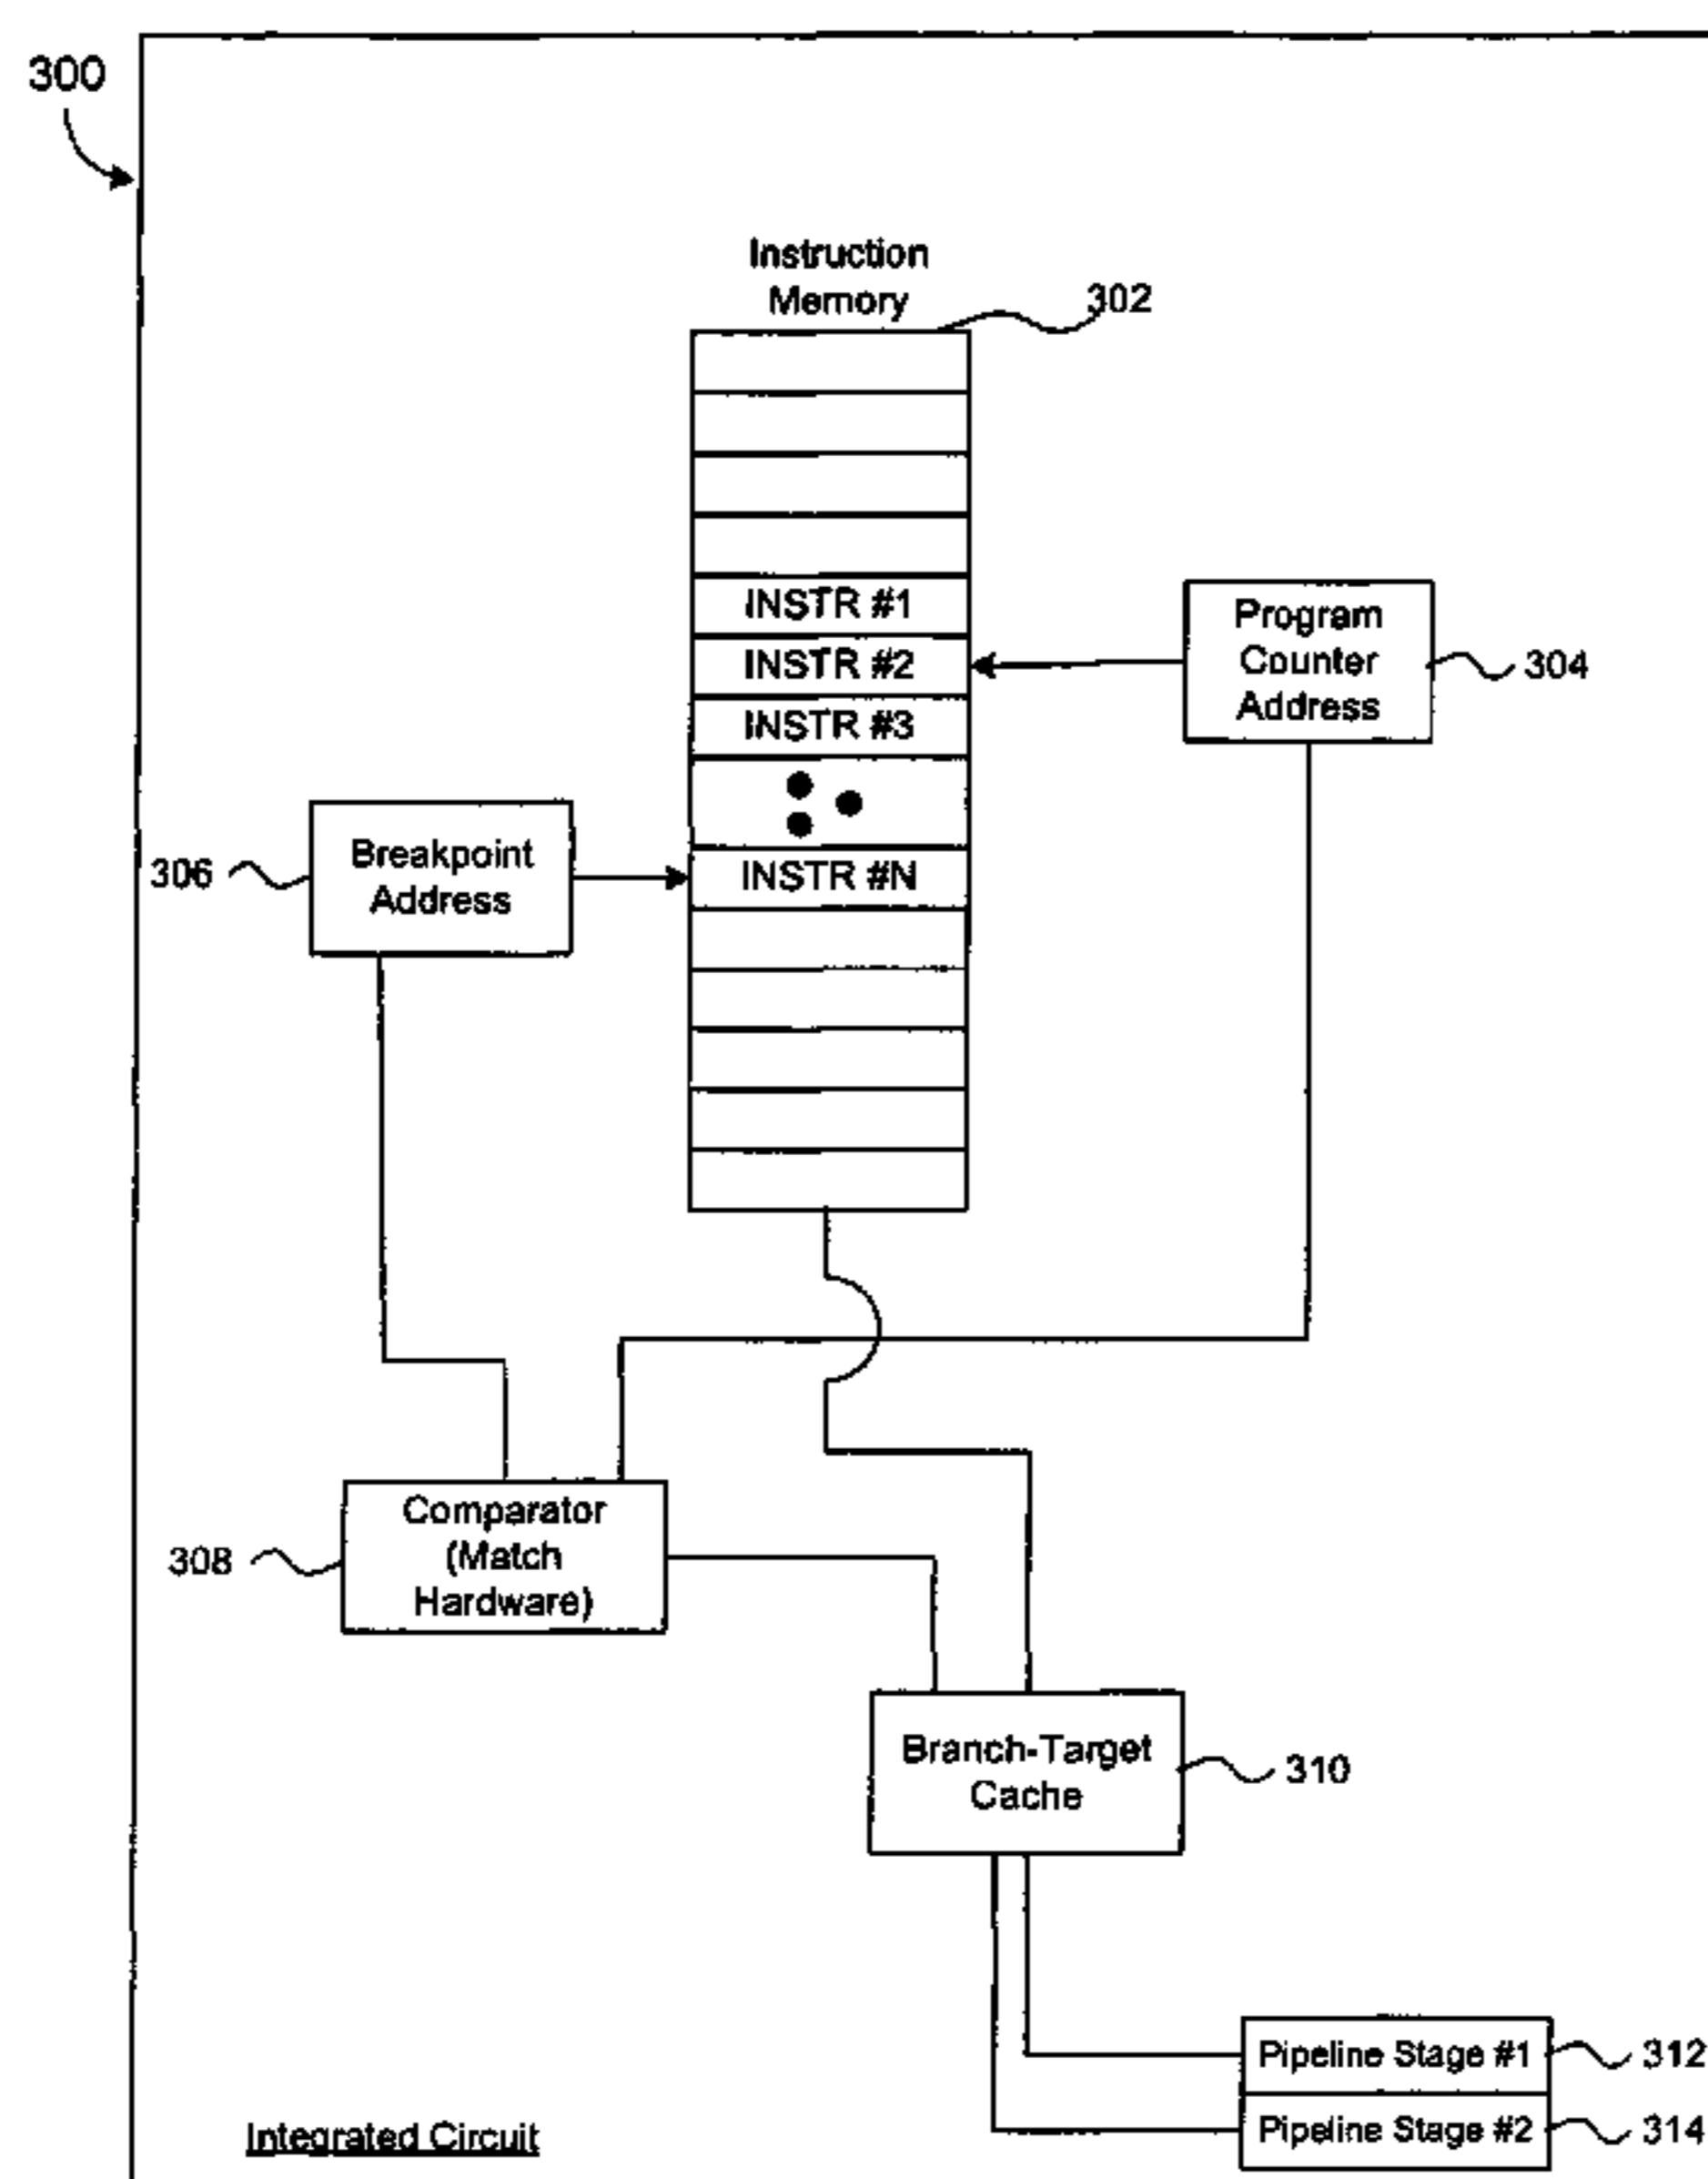 300
Instruction
Memory
302
INSTR #1
INSTR #2
INSTR #3
INSTR #N
Program
Counter
Address
304
306
Breakpoint
Address
308
Comparator
(Match
Hardware)
Branch-Target
Cache
310
Pipeline Stage #1
312
Pipeline Stage #2
314
Integrated Circuit